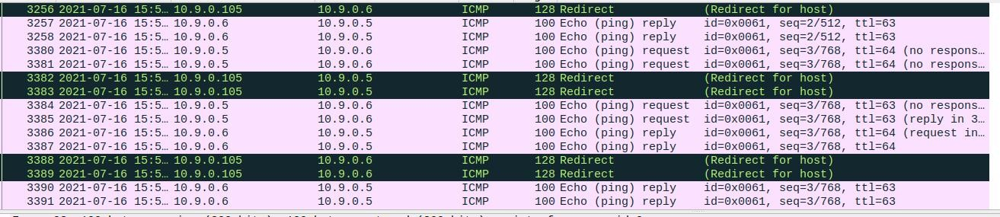 3256 2021-07-16 15:5… 10.9.0.105 10.9.0.6 ICMP 128 Redirect (Redirect for host)
3257 2021-07-16 15:5… 10.9.0.6 10.9.0.5 ICMP 100 Echo (ping) reply id=0x0061, seq=2/512, ttl=63
3258 2021-07-16 15:5… 10.9.0.6 10.9.0.5 ICMP 100 Echo (ping) reply id=0x0061, seq=2/512, ttl=63
3380 2021-07-16 15:5… 10.9.0.5 10.9.0.6 ICMP 100 Echo (ping) request id=0x0061, seq=3/768, ttl=64 (no respons…
3381 2021-07-16 15:5… 10.9.0.5 10.9.0.6 ICMP 100 Echo (ping) request id=0x0061, seq=3/768, ttl=64 (no respons…
3382 2021-07-16 15:5… 10.9.0.105 10.9.0.5 ICMP 128 Redirect (Redirect for host)
3383 2021-07-16 15:5… 10.9.0.105 10.9.0.5 ICMP 128 Redirect (Redirect for host)
3384 2021-07-16 15:5… 10.9.0.5 10.9.0.6 ICMP 100 Echo (ping) request id=0x0061, seq=3/768, ttl=63 (no respons…
3385 2021-07-16 15:5… 10.9.0.5 10.9.0.6 ICMP 100 Echo (ping) request id=0x0061, seq=3/768, ttl=63 (reply in 3…
3386 2021-07-16 15:5… 10.9.0.6 10.9.0.5 ICMP 100 Echo (ping) reply id=0x0061, seq=3/768, ttl=64 (request in…
3387 2021-07-16 15:5… 10.9.0.6 10.9.0.5 ICMP 100 Echo (ping) reply id=0x0061, seq=3/768, ttl=64
3388 2021-07-16 15:5… 10.9.0.105 10.9.0.6 ICMP 128 Redirect (Redirect for host)
3389 2021-07-16 15:5… 10.9.0.105 10.9.0.6 ICMP 128 Redirect (Redirect for host)
3390 2021-07-16 15:5… 10.9.0.6 10.9.0.5 ICMP 100 Echo (ping) reply id=0x0061, seq=3/768, ttl=63
3391 2021-07-16 15:5… 10.9.0.6 10.9.0.5 ICMP 100 Echo (ping) reply id=0x0061, seq=3/768, ttl=63